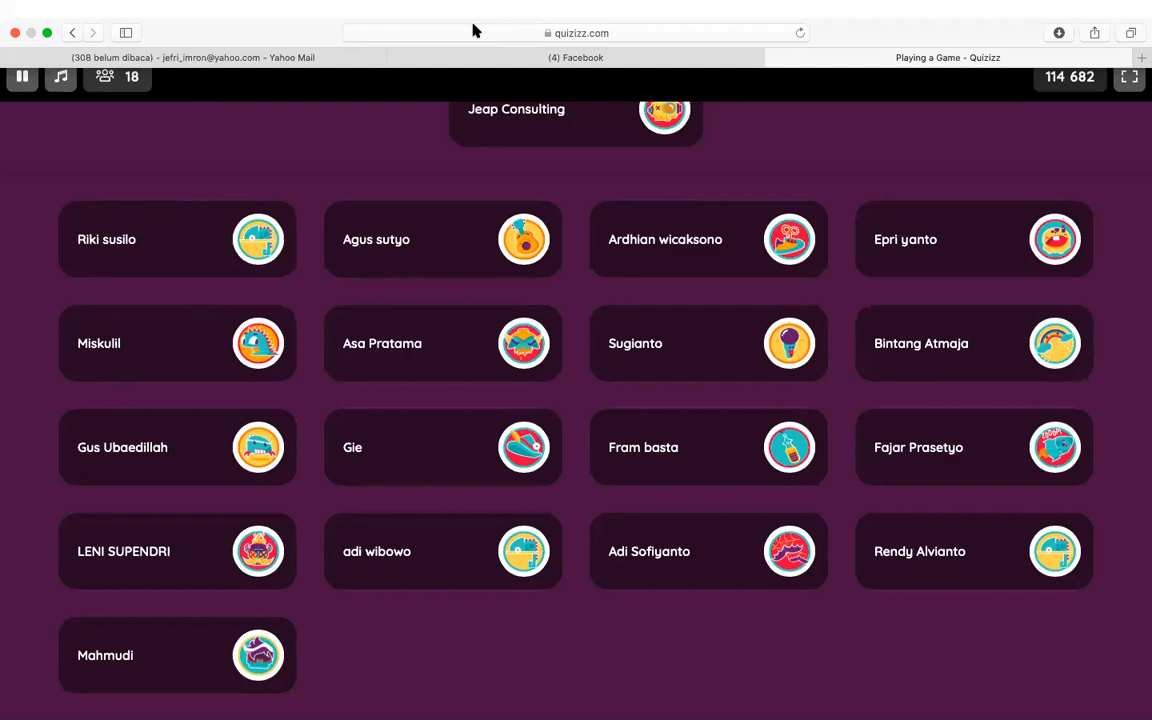 quizizz.com
(308 belum dibaca) - jefri_imron@yahoo.com - Yahoo Mail
(4) Facebook
Playing a Game - Quizizz
18
114 682
Jeap Consulting
Riki susilo
Agus sutyo
Ardhian wicaksono
Epri yanto
Miskulil
Asa Pratama
Sugianto
Bintang Atmaja
Gus Ubaedillah
Gie
Fram basta
Fajar Prasetyo
LENI SUPENDRI
adi wibowo
Adi Sofiyanto
Rendy Alvianto
Mahmudi